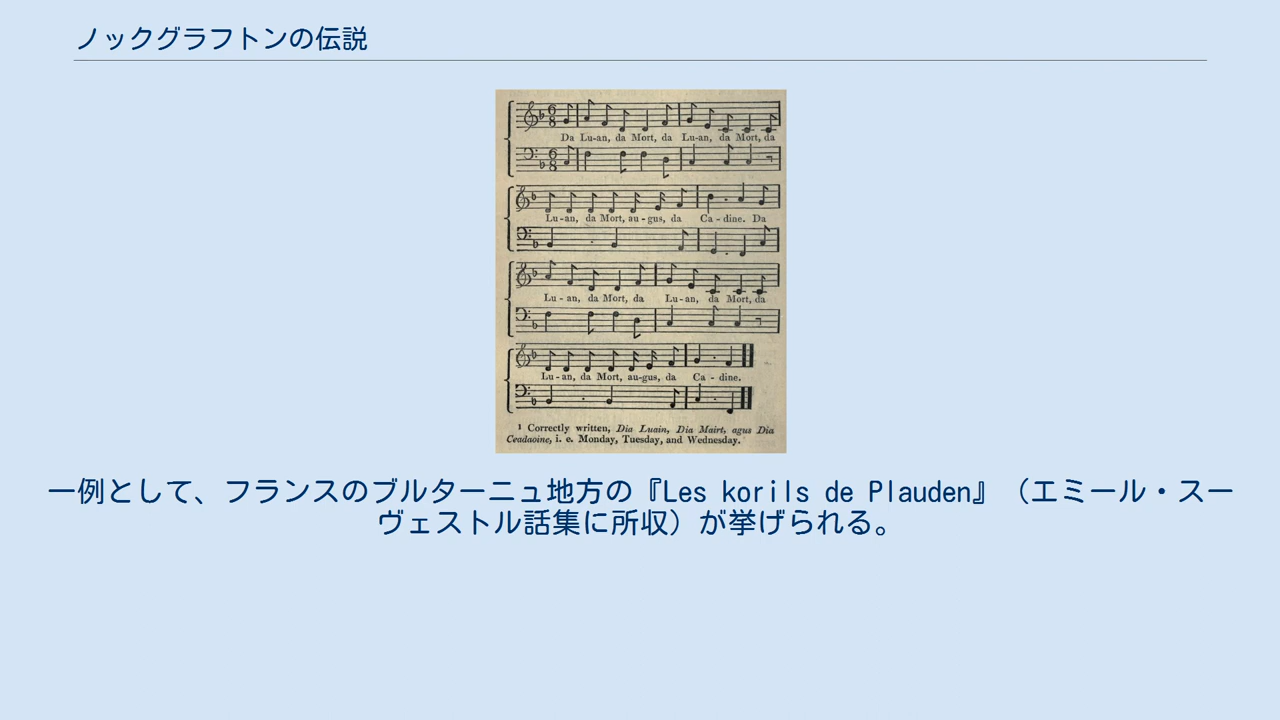 ノックグラフトンの伝説
Da Lu-an, da Mort, da Lu-an, da Mort, da
Lu-an, da Mort, au-gus, da Ca-dine. Da
Lu-an, da Mort, da Lu-an, da Mort, da
Lu-an, da Mort, au-gus, da Ca-dine.
1 Correctly written, Dia Luain, Dia Mairt, agus Dia
Ceadaoine, i. e. Monday, Tuesday, and Wednesday.
一例として、フランスのブルターニュ地方の『Les korils de Plauden』（エミール・スー
ヴェストル話集に所収）が挙げられる。